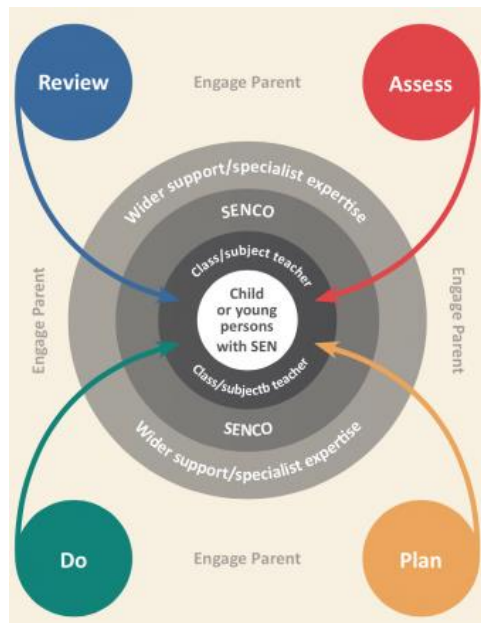 Review
Engage Parent
Assess
Wider support/specialist expertise
SENCO
Class/subject teacher
Engage Parent
Child
or young
persons
with SEN
Engage Parent
Class/subjectb teacher
SENCO
Wider support/specialist expertise
Do
Engage Parent
Plan